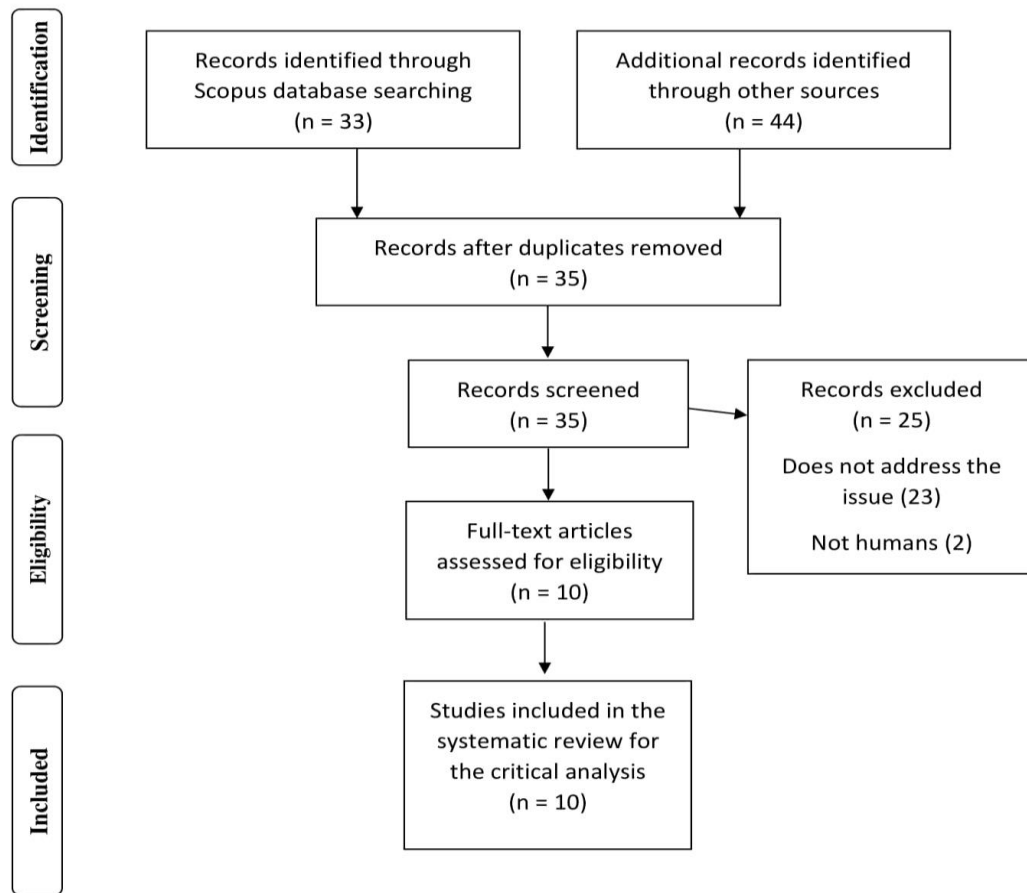 Identification
Records identified through
Scopus database searching
(n = 33)
Additional records identified
through other sources
(n = 44)
Screening
Records after duplicates removed
(n = 35)
Records screened
(n = 35)
Records excluded
(n = 25)
Does not address the
issue (23)
Not humans (2)
Eligibility
Full-text articles
assessed for eligibility
(n = 10)
Included
Studies included in the
systematic review for
the critical analysis
(n = 10)